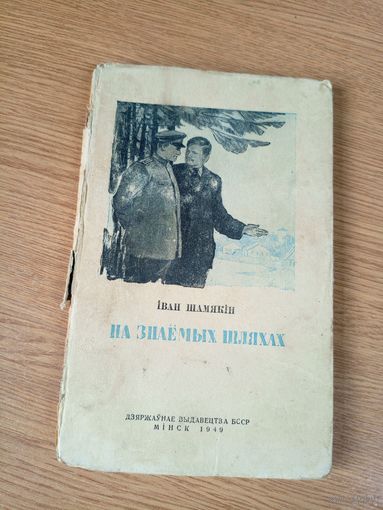 ІВАН ШАМЯКІН
НА ЗНАЁМЫХ ШЛЯХАХ
ДЗЯРЖАЎНАЕ ВЫДАВЕЦТВА БССР
МІНСК 1949